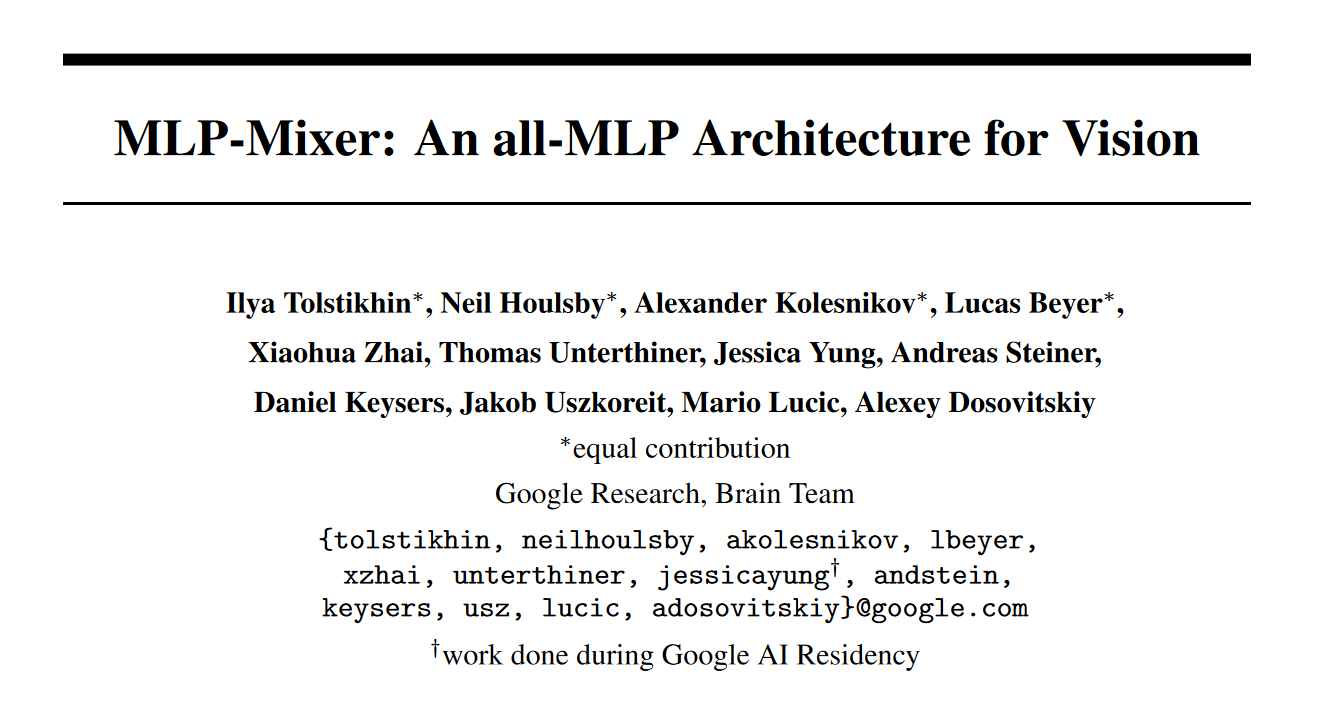 MLP-Mixer: An all-MLP Architecture for Vision
Ilya Tolstikhin*, Neil Houlsby*, Alexander Kolesnikov*, Lucas Beyer*,
Xiaohua Zhai, Thomas Unterthiner, Jessica Yung, Andreas Steiner,
Daniel Keysers, Jakob Uszkoreit, Mario Lucic, Alexey Dosovitskiy
*equal contribution
Google Research, Brain Team
{tolstikhin, neilhoulsby, akolesnikov, lbeyer,
xzhai, unterthiner, jessicayung†, andstein,
keysers, usz, lucic, adosovitskiy}@google.com
†work done during Google AI Residency